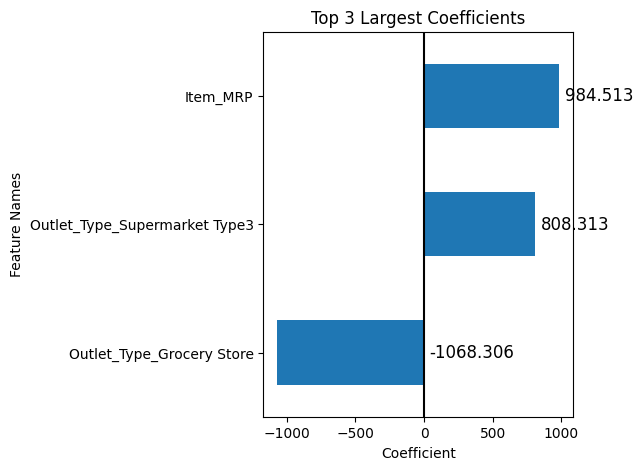 Top 3 Largest Coefficients
Feature Names
Item_MRP
984.513
Outlet_Type_Supermarket Type3
808.313
Outlet_Type_Grocery Store
-1068.306
−1000 −500 0 500 1000
Coefficient